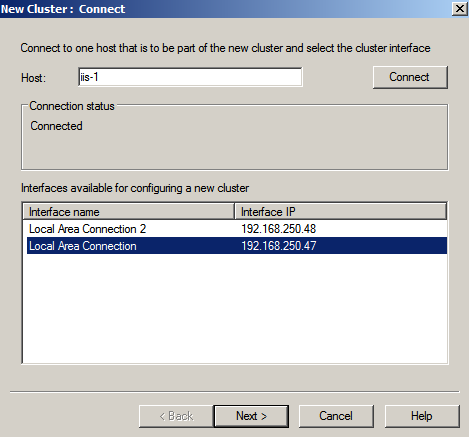 New Cluster : Connect
Connect to one host that is to be part of the new cluster and select the cluster interface
Host: iis-1 Connect
Connection status
Connected
Interfaces available for configuring a new cluster
Interface name Interface IP
Local Area Connection 2 192.168.250.48
Local Area Connection 192.168.250.47
< Back Next > Cancel Help